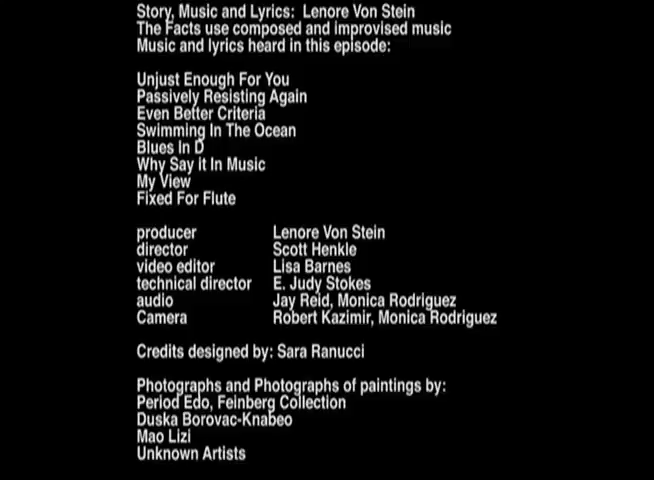 Story, Music and Lyrics: Lenore Von Stein
The Facts use composed and improvised music
Music and lyrics heard in this episode:
Unjust Enough For You
Passively Resisting Again
Even Better Criteria
Swimming In The Ocean
Blues In D
Why Say it In Music
My View
Fixed For Flute
producer Lenore Von Stein
director Scott Henkle
video editor Lisa Barnes
technical director E. Judy Stokes
audio Jay Reid, Monica Rodriguez
Camera Robert Kazimir, Monica Rodriguez
Credits designed by: Sara Ranucci
Photographs and Photographs of paintings by:
Period Edo, Feinberg Collection
Duska Borovac-Knabeo
Mao Lizi
Unknown Artists